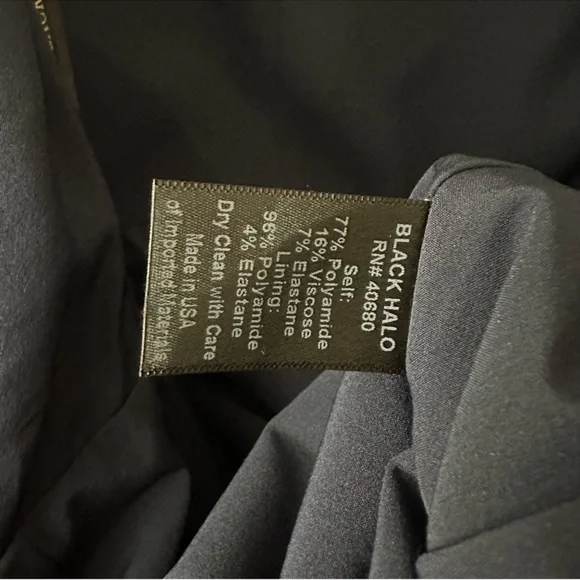 BLACK HALO
RN# 40680
Self:
77% Polyamide
16% Viscose
7% Elastane
Lining:
96% Polyamide
4% Elastane
Dry Clean with Care
Made in USA
of Imported Materials